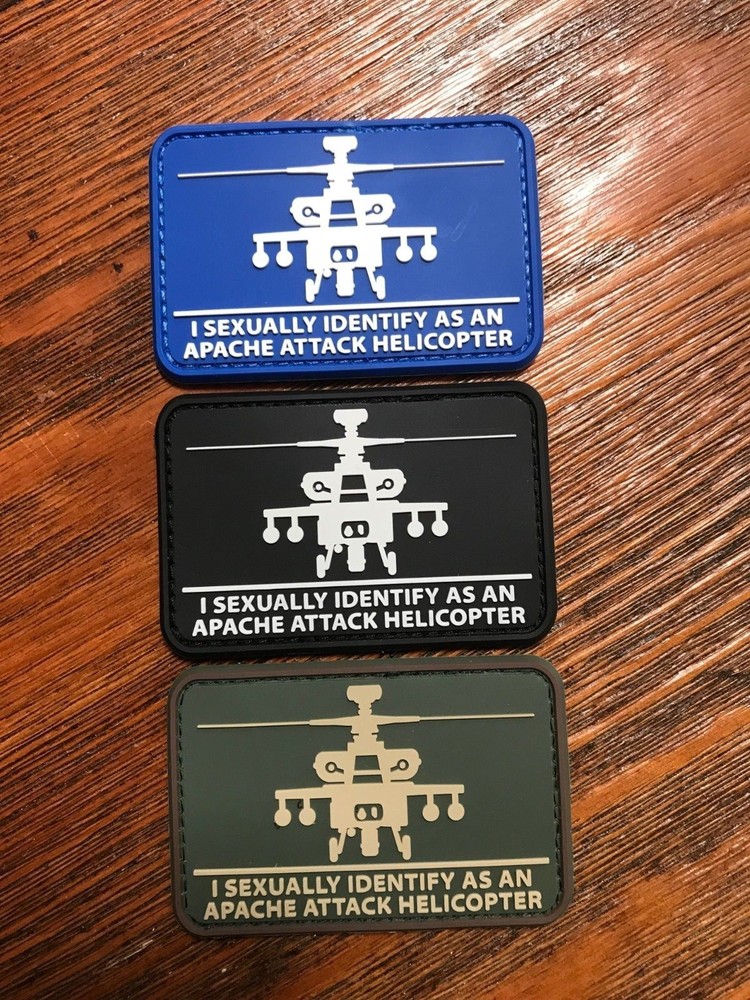 I SEXUALLY IDENTIFY AS AN
APACHE ATTACK HELICOPTER
I SEXUALLY IDENTIFY AS AN
APACHE ATTACK HELICOPTER
I SEXUALLY IDENTIFY AS AN
APACHE ATTACK HELICOPTER